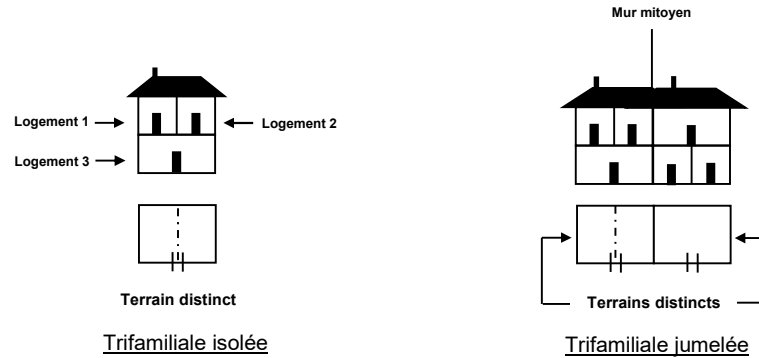 Mur mitoyen
Logement 1
Logement 2
Logement 3
Terrain distinct
Terrains distincts
Trifamiliale isolée
Trifamiliale jumelée